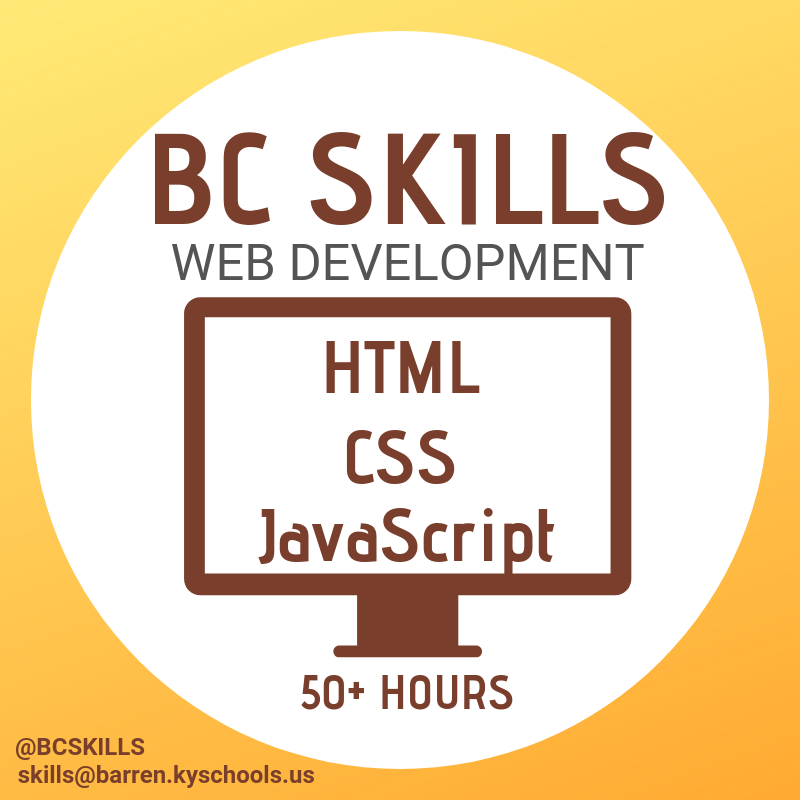 BC SKILLS
WEB DEVELOPMENT
HTML
CSS
JavaScript
50+ HOURS
@BCSKILLS
skills@barren.kyschools.us